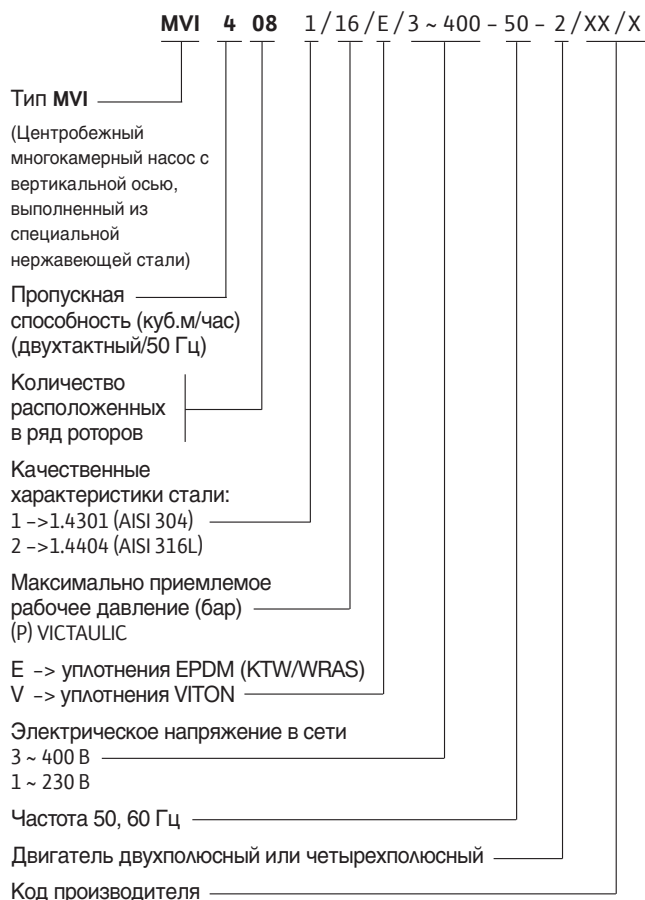 MVI 4 08 1/16/E/3 ~ 400 – 50 – 2/XX/X
Тип MVI
(Центробежный
многокамерный насос с
вертикальной осью,
выполненный из
специальной
нержавеющей стали)
Пропускная
способность (куб.м/час)
(двухтактный/50 Гц)
Количество
расположенных
в ряд роторов
Качественные
характеристики стали:
1 –>1.4301 (AISI 304)
2 –>1.4404 (AISI 316L)
Максимально приемлемое
рабочее давление (бар)
(P) VICTAULIC
E –> уплотнения EPDM (KTW/WRAS)
V –> уплотнения VITON
Электрическое напряжение в сети
3 ~ 400 В
1 ~ 230 В
Частота 50, 60 Гц
Двигатель двухполюсный или четырехполюсный
Код производителя